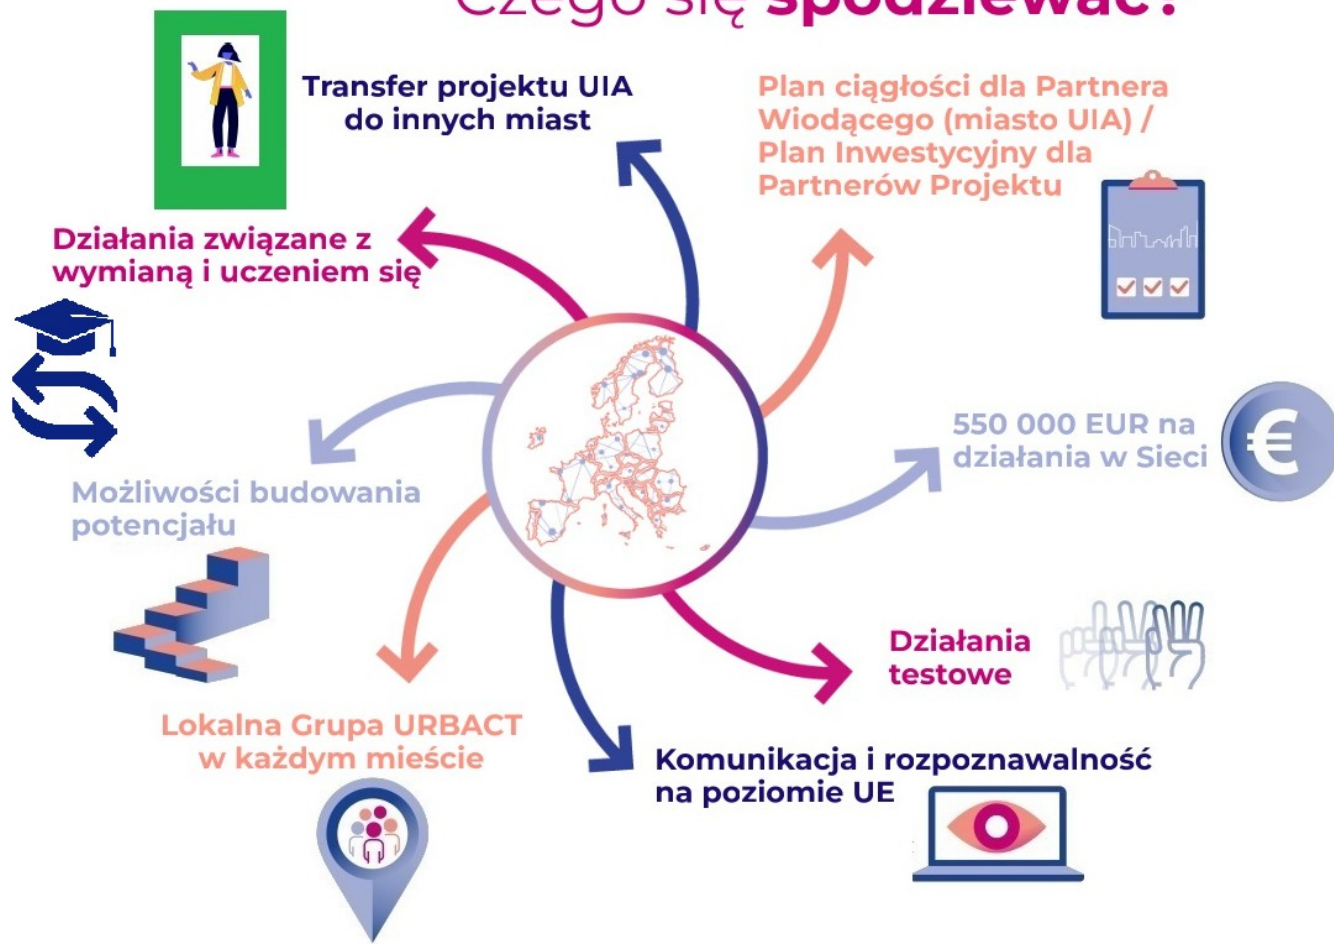 Czego się spodziewać?
Transfer projektu UIA
do innych miast
Plan ciągłości dla Partnera
Wiodącego (miasto UIA) /
Plan Inwestycyjny dla
Partnerów Projektu
Działania związane z
wymianą i uczeniem się
550 000 EUR na
działania w Sieci
Możliwości budowania
potencjału
Działania
testowe
Lokalna Grupa URBACT
w każdym mieście
Komunikacja i rozpoznawalność
na poziomie UE